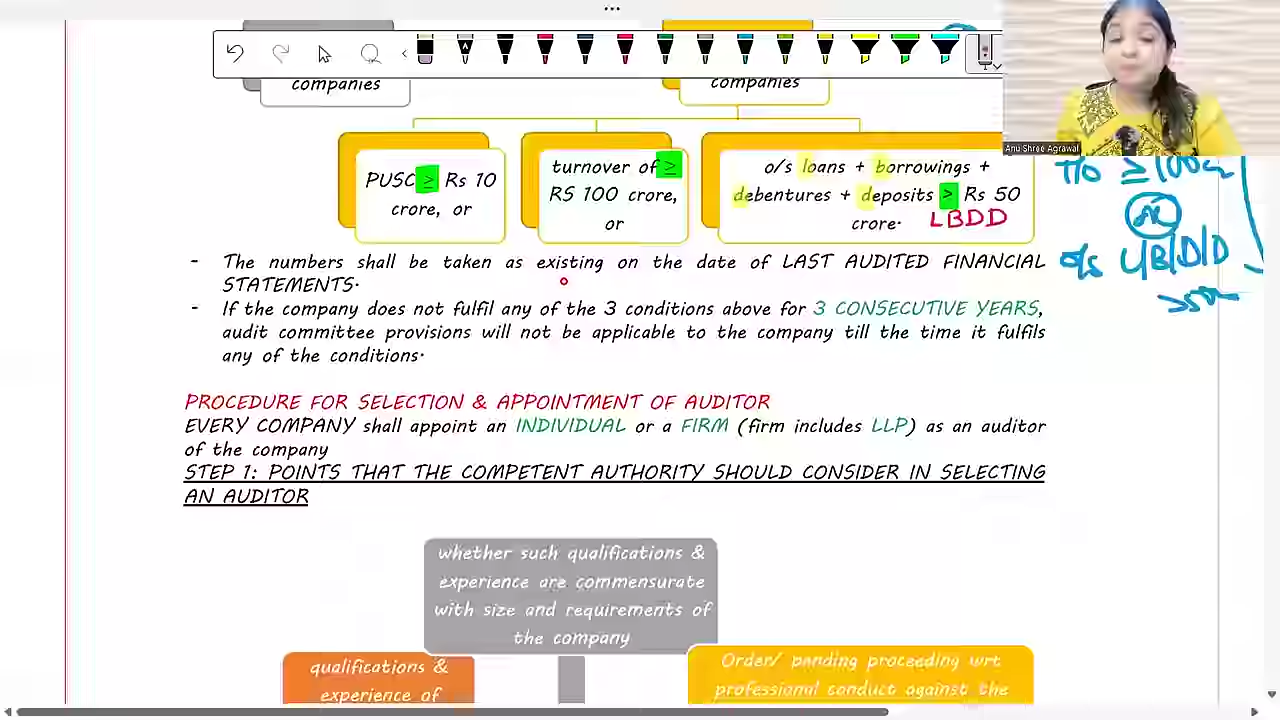 companies
companies
PUSC ≥ Rs 10
crore, or
turnover of ≥
RS 100 crore,
or
o/s loans + borrowings +
debentures + deposits > Rs 50
crore.
LBDD
Anu Shree Agrawal
T/o ≥ 100cr
OR
o/s L/B/D/D
>50cr
- The numbers shall be taken as existing on the date of LAST AUDITED FINANCIAL
STATEMENTS.
- If the company does not fulfil any of the 3 conditions above for 3 CONSECUTIVE YEARS,
audit committee provisions will not be applicable to the company till the time it fulfils
any of the conditions.
PROCEDURE FOR SELECTION & APPOINTMENT OF AUDITOR
EVERY COMPANY shall appoint an INDIVIDUAL or a FIRM (firm includes LLP) as an auditor
of the company
STEP 1: POINTS THAT THE COMPETENT AUTHORITY SHOULD CONSIDER IN SELECTING
AN AUDITOR
whether such qualifications &
experience are commensurate
with size and requirements of
the company
qualifications &
experience of
Order/ pending proceeding wrt
professional conduct against the